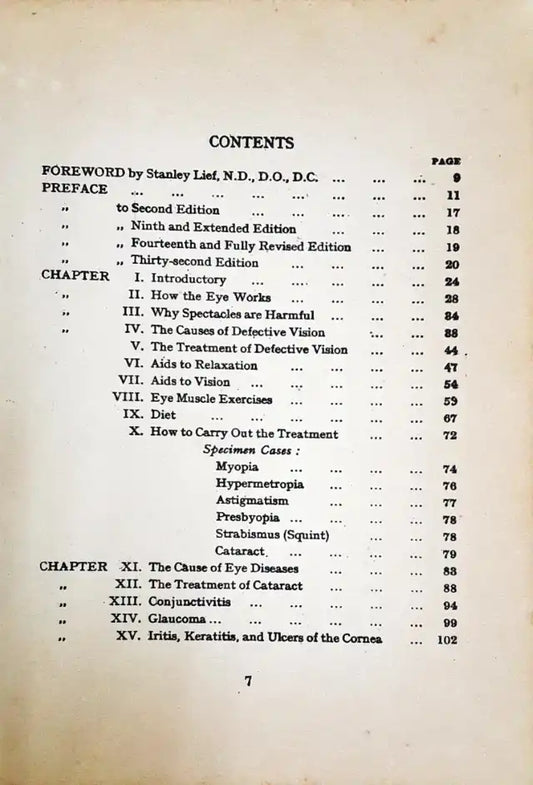 CONTENTS
PAGE
FOREWORD by Stanley Lief, N.D., D.O., D.C. ... ... ... 9
PREFACE ... ... ... ... ... ... ... ... 11
„ to Second Edition ... ... ... ... ... 17
„ „ Ninth and Extended Edition ... ... ... 18
„ „ Fourteenth and Fully Revised Edition ... ... 19
„ „ Thirty-second Edition ... ... ... ... 20
CHAPTER I. Introductory ... ... ... ... ... 24
„ II. How the Eye Works ... ... ... ... 28
„ III. Why Spectacles are Harmful ... ... ... 34
„ IV. The Causes of Defective Vision ... ... ... 38
V. The Treatment of Defective Vision ... ... 44
VI. Aids to Relaxation ... ... ... ... 47
VII. Aids to Vision ... ... ... ... ... 54
VIII. Eye Muscle Exercises ... ... ... ... 59
IX. Diet ... ... ... ... ... ... 67
X. How to Carry Out the Treatment ... ... 72
Specimen Cases :
Myopia ... ... ... ... 74
Hypermetropia ... ... ... 76
Astigmatism ... ... ... 77
Presbyopia ... ... ... ... 78
Strabismus (Squint) ... ... 78
Cataract. ... ... ... ... 79
CHAPTER XI. The Cause of Eye Diseases ... ... ... 83
„ XII. The Treatment of Cataract ... ... ... 88
„ XIII. Conjunctivitis ... ... ... ... ... 94
„ XIV. Glaucoma ... ... ... ... ... ... 99
„ XV. Iritis, Keratitis, and Ulcers of the Cornea ... 102
7